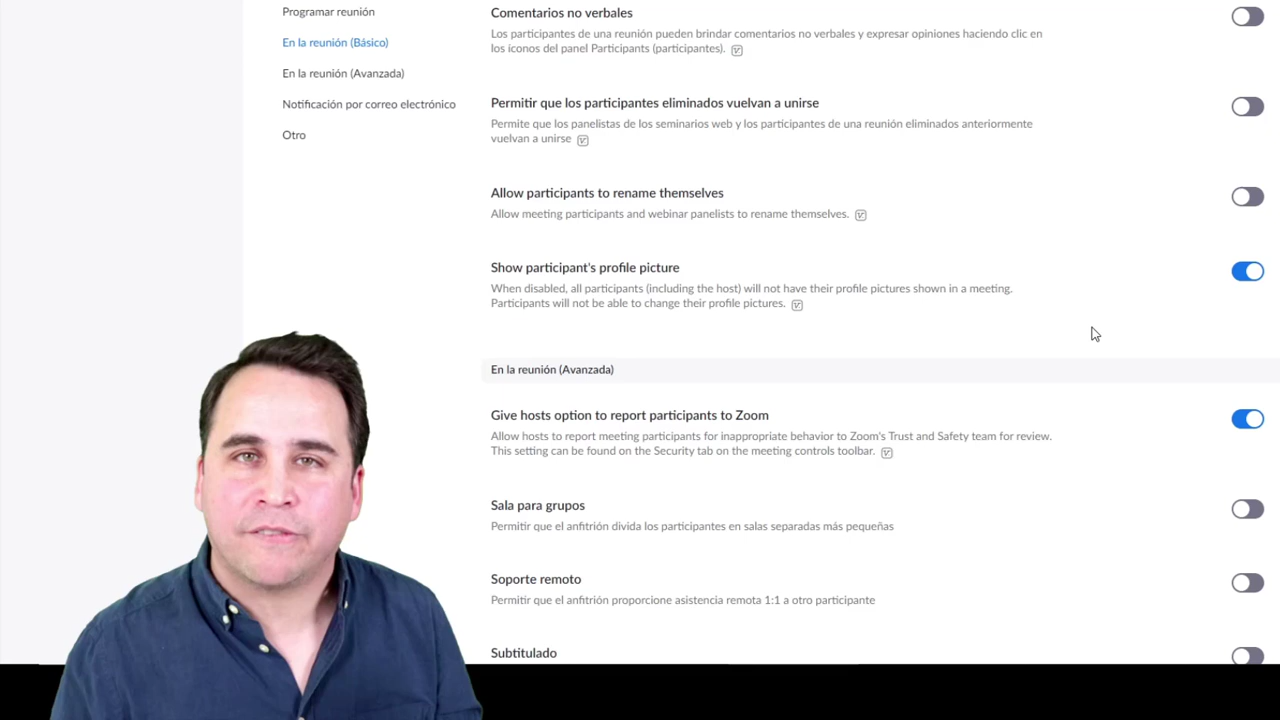 Programar reunión
En la reunión (Básico)
En la reunión (Avanzada)
Notificación por correo electrónico
Otro
Comentarios no verbales
Los participantes de una reunión pueden brindar comentarios no verbales y expresar opiniones haciendo clic en
los íconos del panel Participants (participantes).
Permitir que los participantes eliminados vuelvan a unirse
Permite que los panelistas de los seminarios web y los participantes de una reunión eliminados anteriormente
vuelvan a unirse
Allow participants to rename themselves
Allow meeting participants and webinar panelists to rename themselves.
Show participant's profile picture
When disabled, all participants (including the host) will not have their profile pictures shown in a meeting.
Participants will not be able to change their profile pictures.
En la reunión (Avanzada)
Give hosts option to report participants to Zoom
Allow hosts to report meeting participants for inappropriate behavior to Zoom's Trust and Safety team for review.
This setting can be found on the Security tab on the meeting controls toolbar.
Sala para grupos
Permitir que el anfitrión divida los participantes en salas separadas más pequeñas
Soporte remoto
Permitir que el anfitrión proporcione asistencia remota 1:1 a otro participante
Subtitulado